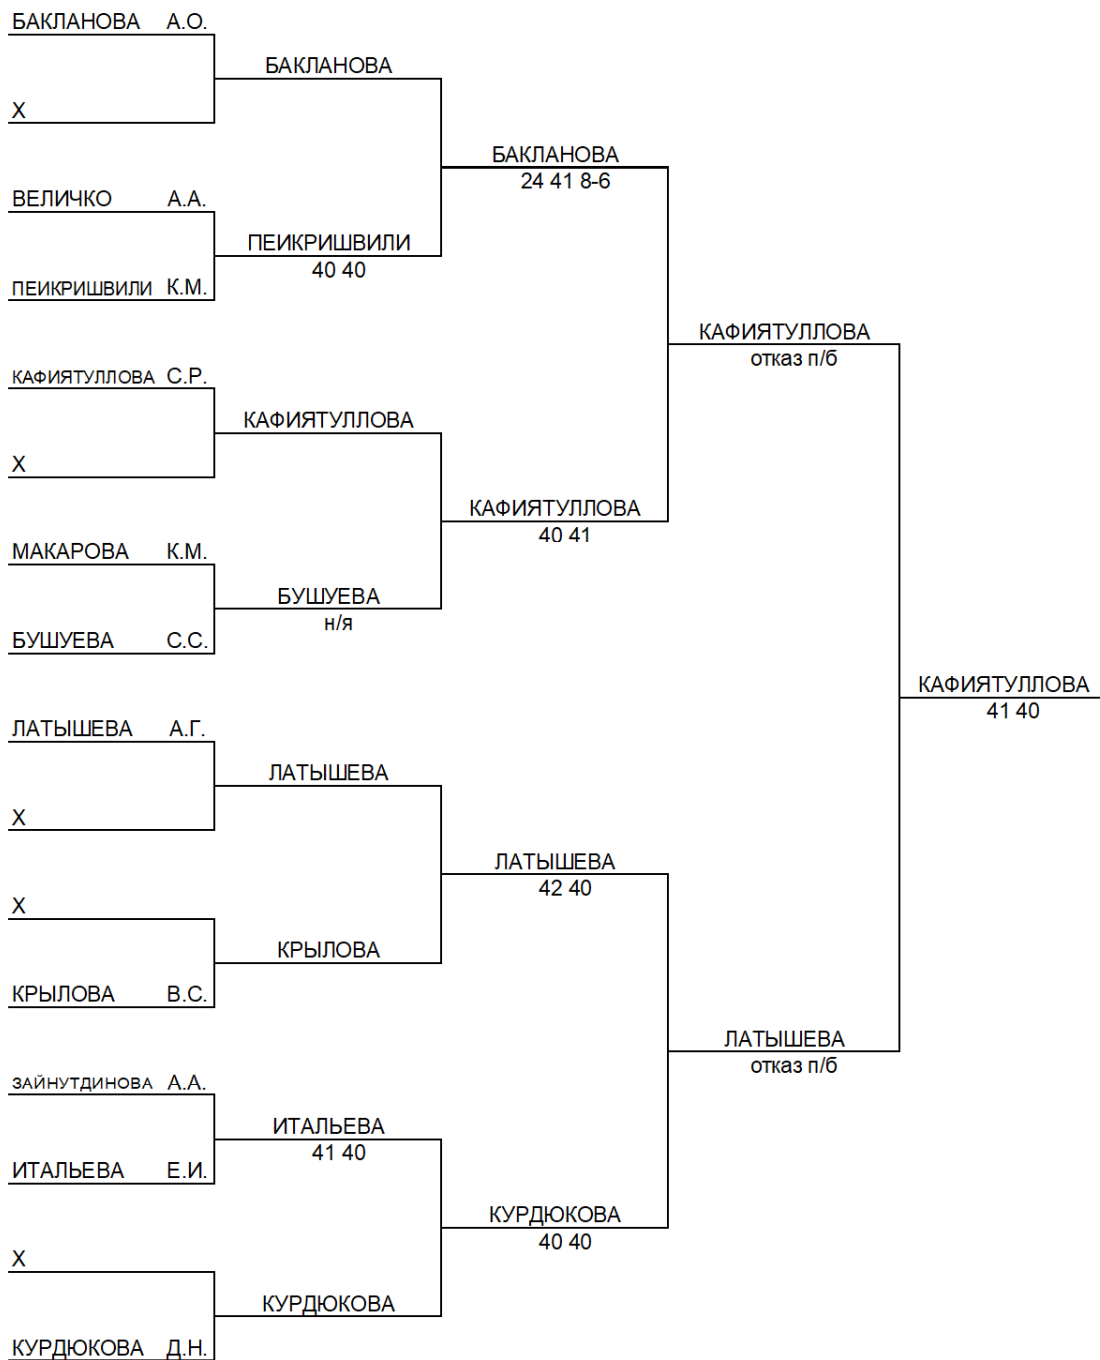 БАКЛАНОВА А.О.
БАКЛАНОВА
Х
БАКЛАНОВА
24 41 8-6
ВЕЛИЧКО А.А.
ПЕИКРИШВИЛИ
40 40
ПЕИКРИШВИЛИ К.М.
КАФИЯТУЛЛОВА
отказ п/б
КАФИЯТУЛЛОВА С.Р.
КАФИЯТУЛЛОВА
Х
КАФИЯТУЛЛОВА
40 41
МАКАРОВА К.М.
БУШУЕВА
н/я
БУШУЕВА С.С.
КАФИЯТУЛЛОВА
41 40
ЛАТЫШЕВА А.Г.
ЛАТЫШЕВА
Х
ЛАТЫШЕВА
42 40
Х
КРЫЛОВА
КРЫЛОВА В.С.
ЛАТЫШЕВА
отказ п/б
ЗАЙНУТДИНОВА А.А.
ИТАЛЬЕВА
41 40
ИТАЛЬЕВА Е.И.
КУРДЮКОВА
40 40
Х
КУРДЮКОВА
КУРДЮКОВА Д.Н.